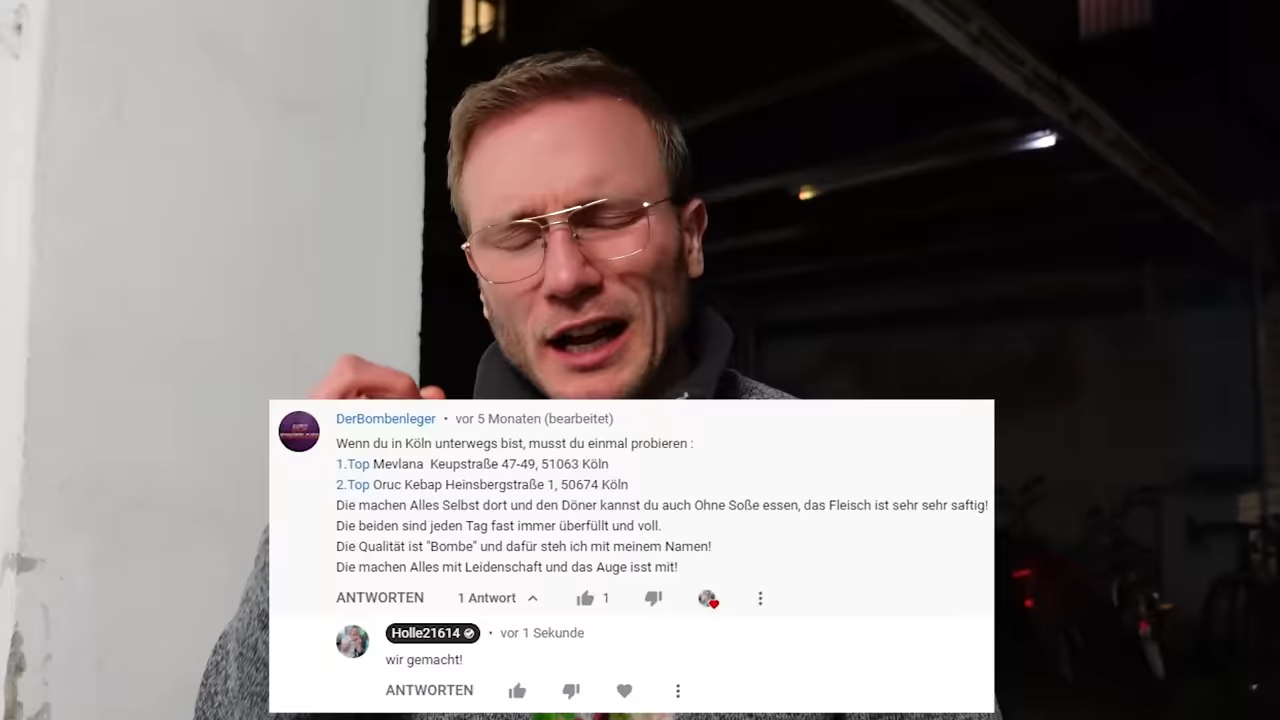 DerBombenleger • vor 5 Monaten (bearbeitet)
Wenn du in Köln unterwegs bist, musst du einmal probieren :
1.Top Mevlana Keupstraße 47-49, 51063 Köln
2.Top Oruc Kebap Heinsbergstraße 1, 50674 Köln
Die machen Alles Selbst dort und den Döner kannst du auch Ohne Soße essen, das Fleisch ist sehr sehr saftig!
Die beiden sind jeden Tag fast immer überfüllt und voll.
Die Qualität ist "Bombe" und dafür steh ich mit meinem Namen!
Die machen Alles mit Leidenschaft und das Auge isst mit!
ANTWORTEN 1 Antwort 1
Holle21614 • vor 1 Sekunde
wir gemacht!
ANTWORTEN